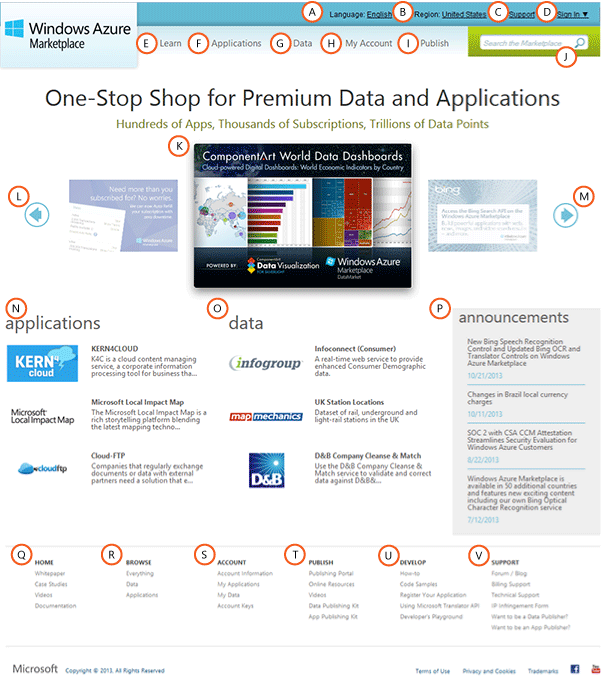 A Language: English B Region: United States C Support D Sign In ▼
Windows Azure
Marketplace
E Learn F Applications G Data H My Account I Publish
Search the Marketplace
J
One-Stop Shop for Premium Data and Applications
Hundreds of Apps, Thousands of Subscriptions, Trillions of Data Points
K
ComponentArt World Data Dashboards
Cloud-powered Digital Dashboards: World Economic Indicators by Country
POWERED BY:
ComponentArt
Data Visualization
FOR SILVERLIGHT
Windows Azure
Marketplace
DataMarket
L
Need more than you
subscribed for? No worries.
Windows Azure
M
bing
Access the Bing Search API on the
Windows Azure Marketplace
N
applications
KERN4
cloud
KERN4CLOUD
K4C is a cloud content managing
service, a corporate information
processing tool for business tha...
Microsoft
Local Impact Map
Microsoft Local Impact Map
The Microsoft Local Impact Map is a
rich storytelling platform blending
the latest mapping techno...
cloudftp
Cloud-FTP
Companies that regularly exchange
documents or data with external
partners need a solution that e...
O
data
infogroup
Infoconnect (Consumer)
A real-time web service to provide
enhanced Consumer Demographic
data.
map mechanics
UK Station Locations
Dataset of rail, underground and
light-rail stations in the UK
D&B
D&B Company Cleanse & Match
Use the D&B Company Cleanse &
Match service to validate and correct
data against D&B&...
P
announcements
New Bing Speech Recognition
Control and Updated Bing OCR and
Translator Controls on Windows
Azure Marketplace
10/21/2013
Changes in Brazil local currency
charges
10/11/2013
SOC 2 with CSA CCM Attestation
Streamlines Security Evaluation for
Windows Azure Customers
8/22/2013
Windows Azure Marketplace is
available in 50 additional countries
and features new exciting content
including our own Bing Optical
Character Recognition service
7/12/2013
Q
HOME
Whitepaper
Case Studies
Videos
Documentation
R
BROWSE
Everything
Data
Applications
S
ACCOUNT
Account Information
My Applications
My Data
Account Keys
T
PUBLISH
Publishing Portal
Online Resources
Videos
Data Publishing Kit
App Publishing Kit
U
DEVELOP
How-to
Code Samples
Register Your Application
Using Microsoft Translator API
Developer's Playground
V
SUPPORT
Forum / Blog
Billing Support
Technical Support
IP Infringement Form
Want to be a Data Publisher?
Want to be an App Publisher?
Microsoft Copyright © 2013. All Rights Reserved Terms of Use Privacy and Cookies Trademarks